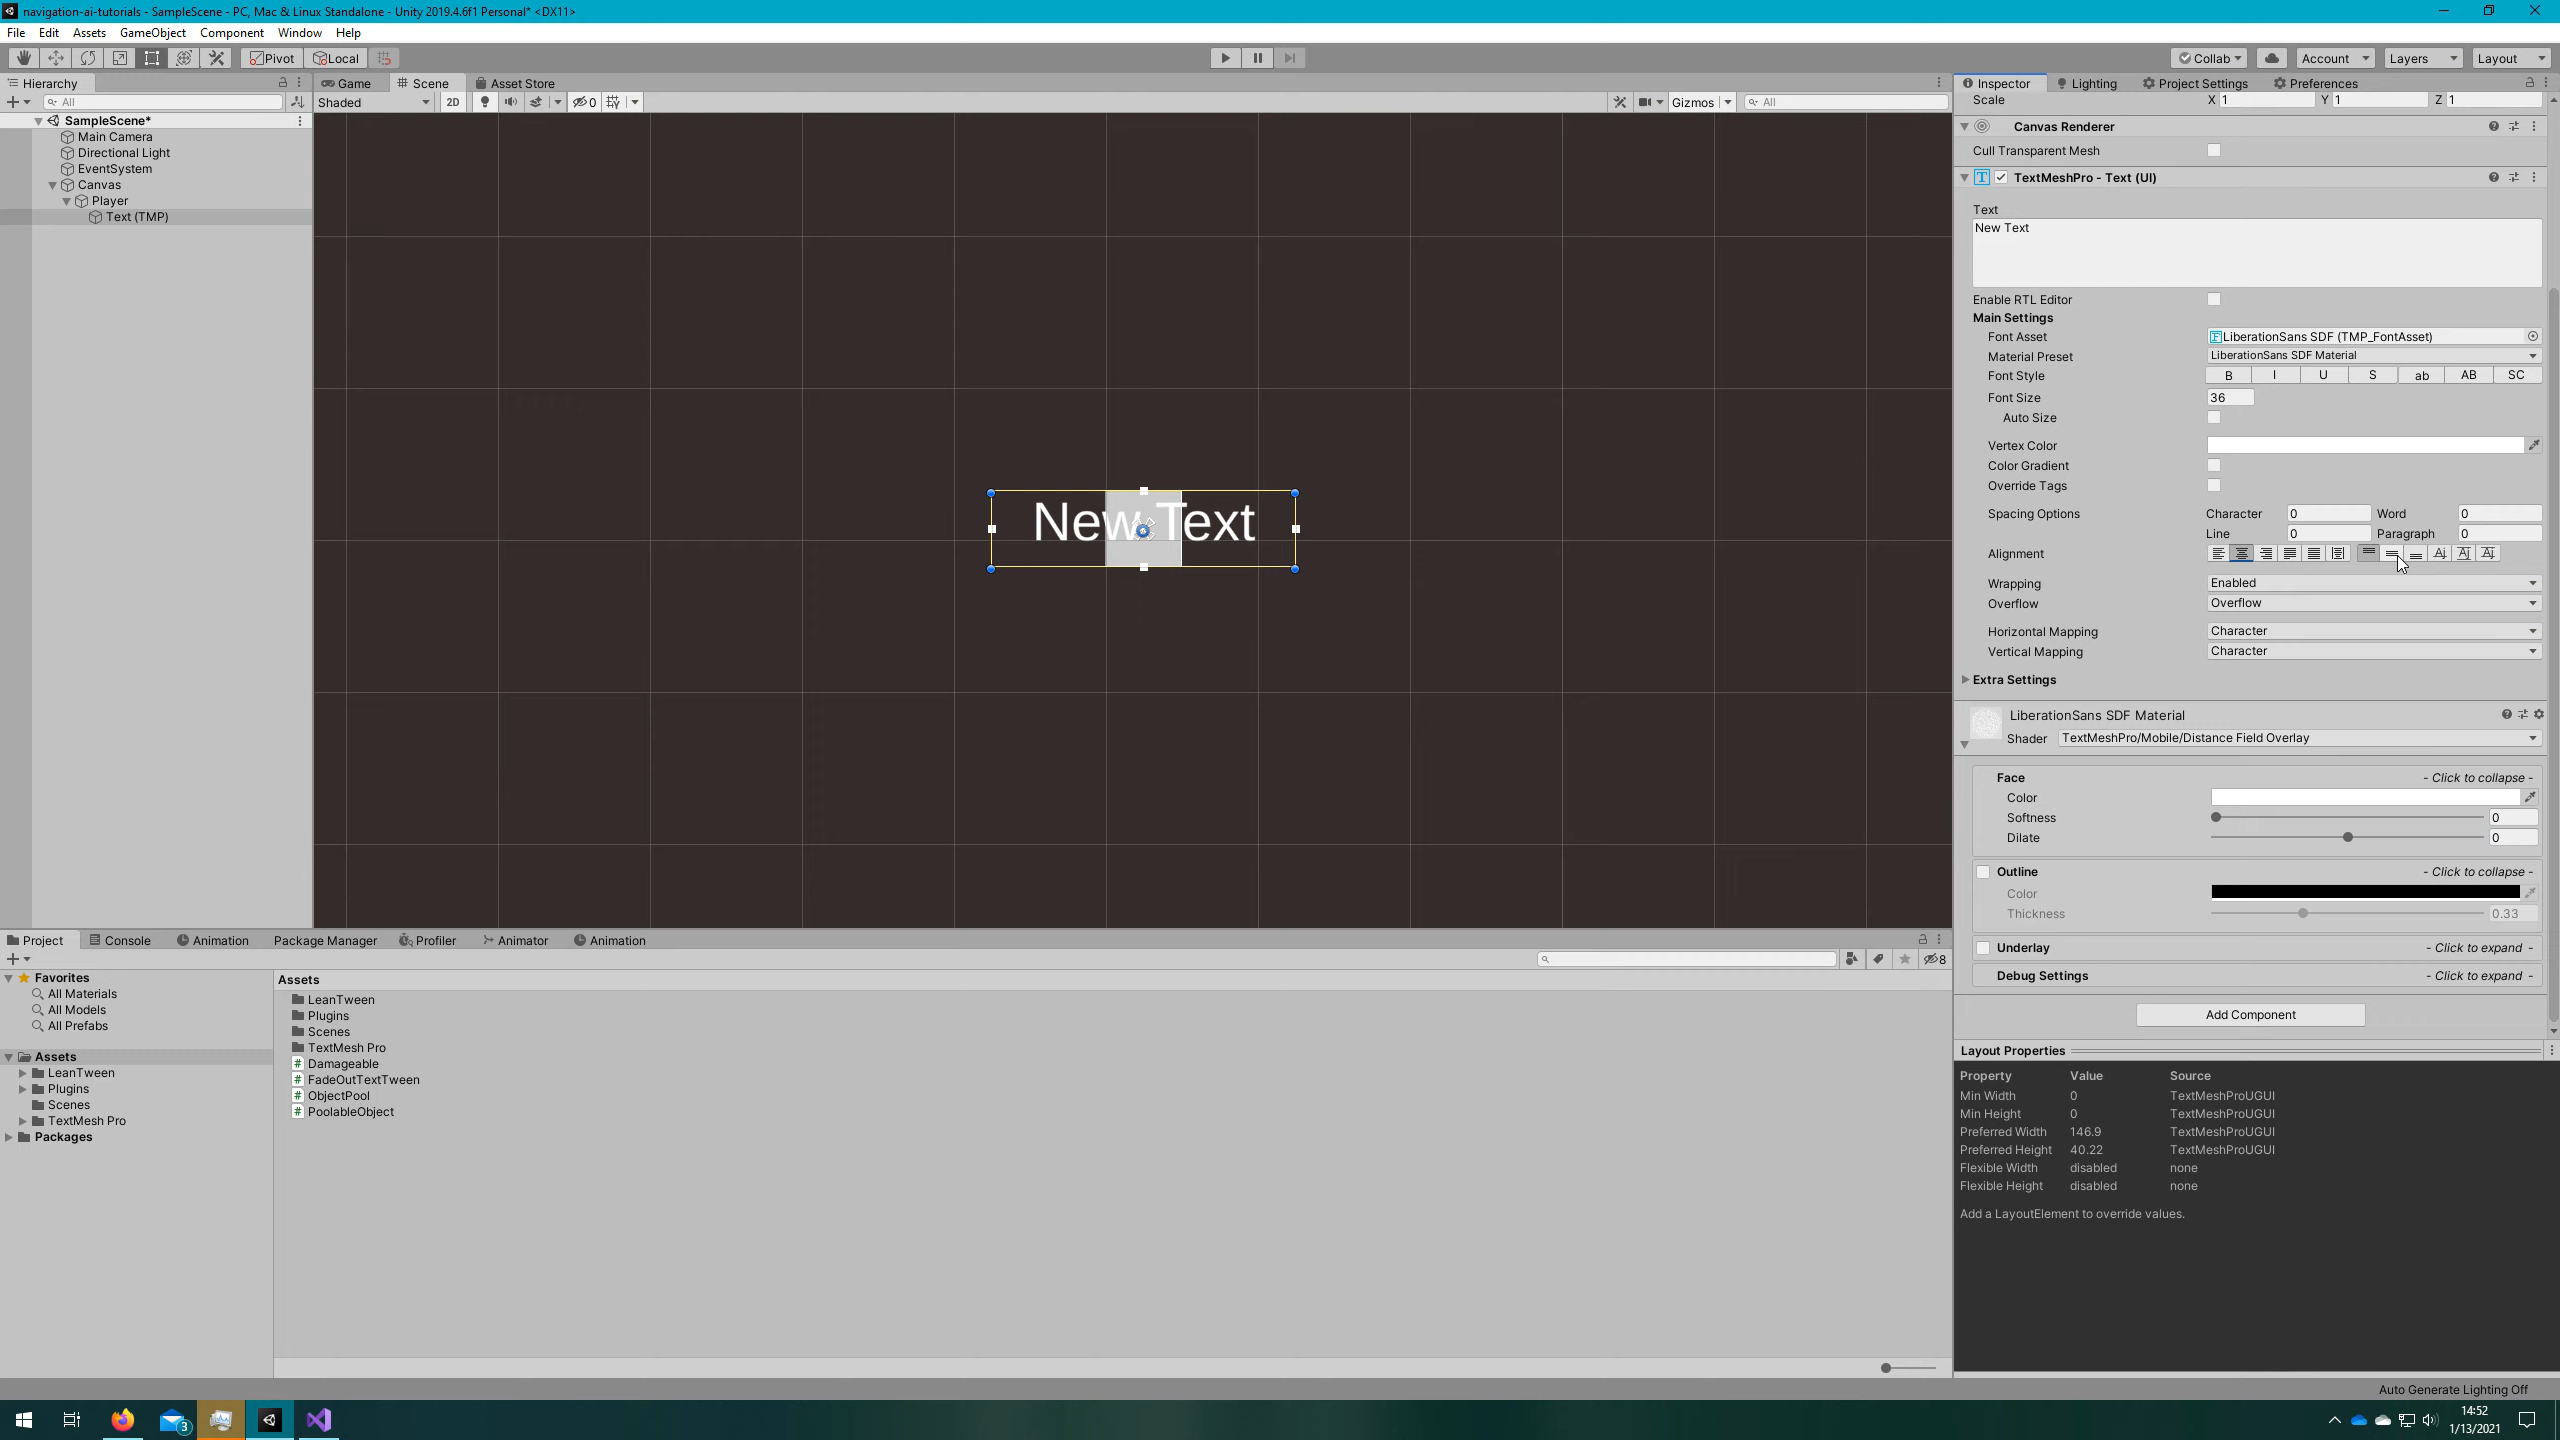 navigation-ai-tutorials - SampleScene - PC, Mac & Linux Standalone - Unity 2019.4.6f1 Personal* <DX11>
File Edit Assets GameObject Component Window Help
Pivot Local Collab Account Layers Layout
Hierarchy
All
SampleScene*
Main Camera
Directional Light
EventSystem
Canvas
Player
Text (TMP)
Game Scene Asset Store
Shaded 2D 0 Gizmos All
New Text
Inspector Lighting Project Settings Preferences
Scale X 1 Y 1 Z 1
Canvas Renderer
Cull Transparent Mesh
TextMeshPro - Text (UI)
Text
New Text
Enable RTL Editor
Main Settings
Font Asset LiberationSans SDF (TMP_FontAsset)
Material Preset LiberationSans SDF Material
Font Style B I U S ab AB SC
Font Size 36
Auto Size
Vertex Color
Color Gradient
Override Tags
Spacing Options Character 0 Word 0
Line 0 Paragraph 0
Alignment
Wrapping Enabled
Overflow Overflow
Horizontal Mapping Character
Vertical Mapping Character
Extra Settings
LiberationSans SDF Material
Shader TextMeshPro/Mobile/Distance Field Overlay
Face - Click to collapse -
Color
Softness 0
Dilate 0
Outline - Click to collapse -
Color
Thickness 0.33
Underlay - Click to expand -
Debug Settings - Click to expand -
Add Component
Layout Properties
Property Value Source
Min Width 0 TextMeshProUGUI
Min Height 0 TextMeshProUGUI
Preferred Width 146.9 TextMeshProUGUI
Preferred Height 40.22 TextMeshProUGUI
Flexible Width disabled none
Flexible Height disabled none
Add a LayoutElement to override values.
Project Console Animation Package Manager Profiler Animator Animation
8
Favorites
All Materials
All Models
All Prefabs
Assets
LeanTween
Plugins
Scenes
TextMesh Pro
Packages
Assets
LeanTween
Plugins
Scenes
TextMesh Pro
Damageable
FadeOutTextTween
ObjectPool
PoolableObject
Auto Generate Lighting Off
3
14:52
1/13/2021